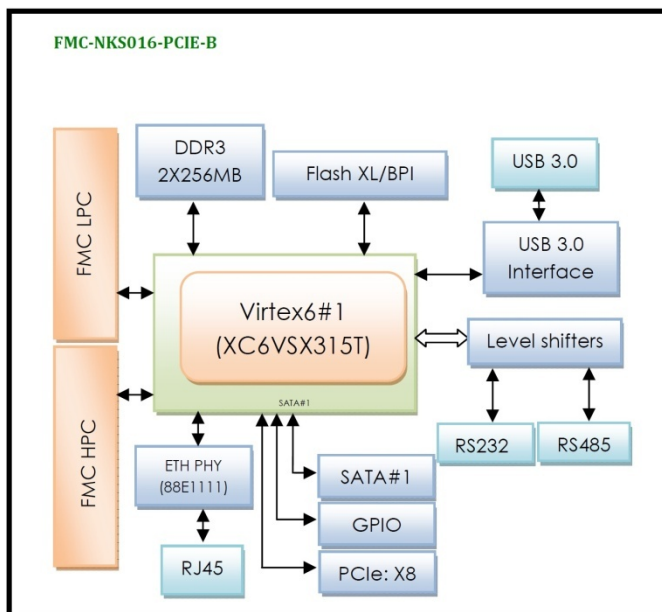 FMC-NKS016-PCIE-B
FMC LPC
DDR3
2X256MB
Flash XL/BPI
USB 3.0
USB 3.0
Interface
Virtex6#1
(XC6VSX315T)
SATA#1
Level shifters
RS232
RS485
FMC HPC
ETH PHY
(88E1111)
RJ45
SATA#1
GPIO
PCIe: X8